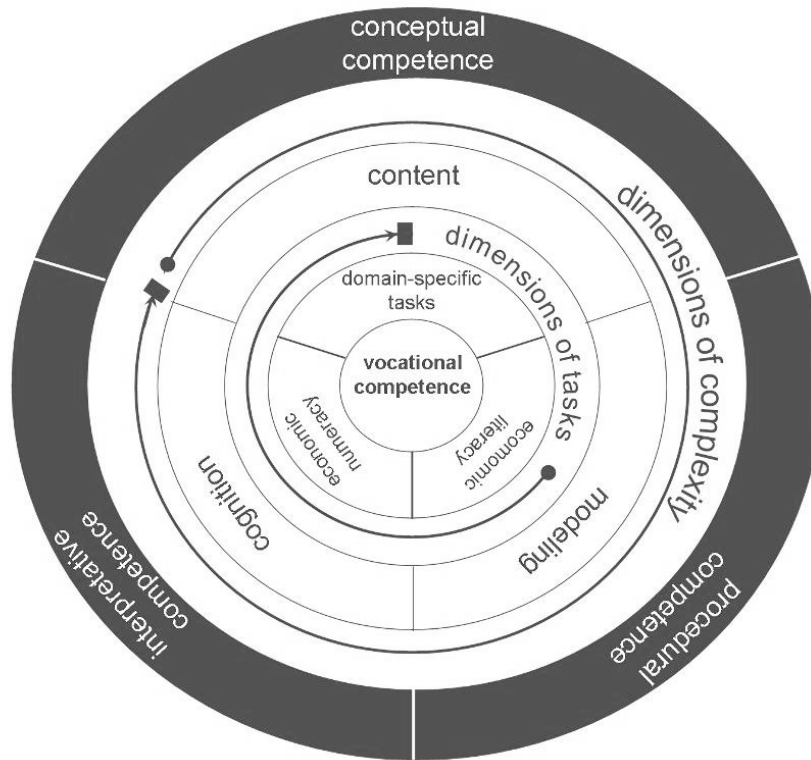 conceptual
competence
content
dimensions of complexity
dimensions of tasks
domain-specific
tasks
vocational
competence
economic
numeracy
ecomomic
literacy
cognition
modeling
interpretative
competence
procedural
competence